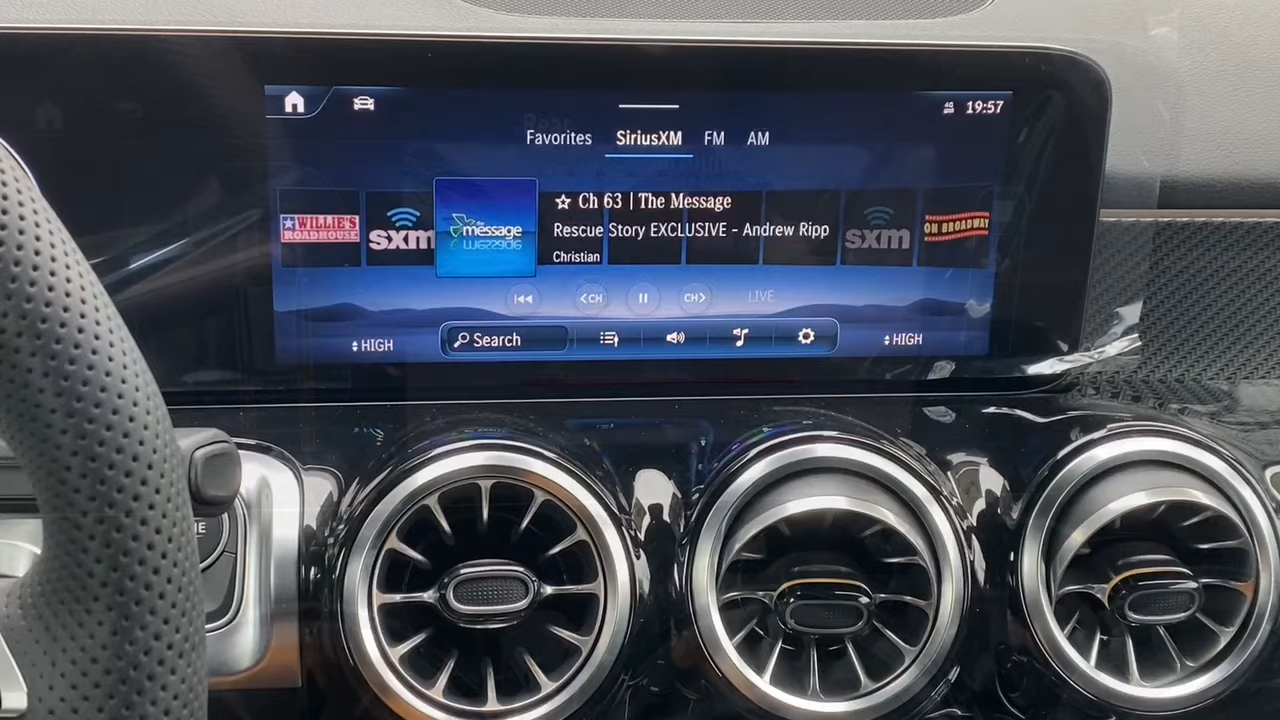 4G
19:57
Favorites SiriusXM FM AM
WILLIE'S
ROADHOUSE
sxm
the
message
☆ Ch 63 | The Message
Rescue Story EXCLUSIVE - Andrew Ripp
Christian
sxm
ON BROADWAY
<CH
CH>
LIVE
HIGH
Search
HIGH